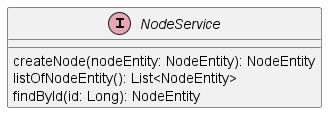 I NodeService
createNode(nodeEntity: NodeEntity): NodeEntity
listOfNodeEntity(): List<NodeEntity>
findById(id: Long): NodeEntity